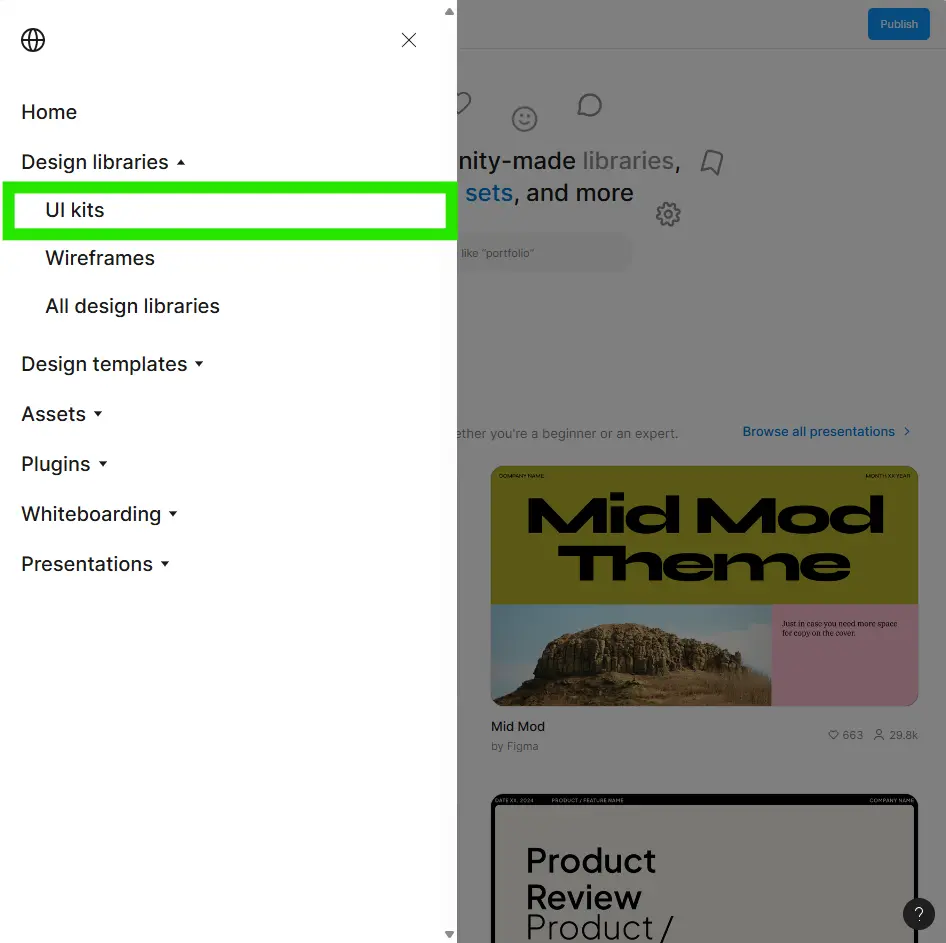 Home
Design libraries
UI kits
Wireframes
All design libraries
Design templates
Assets
Plugins
Whiteboarding
Presentations
Publish
nity-made libraries,
sets, and more
like "portfolio"
ether you're a beginner or an expert.
Browse all presentations
COMPANY NAME
MONTH XX YEAR
Mid Mod
Theme
Just in case you need more space
for copy on the cover.
Mid Mod
by Figma
663
29.8k
DATE XX, 2024
PRODUCT / FEATURE NAME
COMPANY NAME
Product
Review
Product /
?